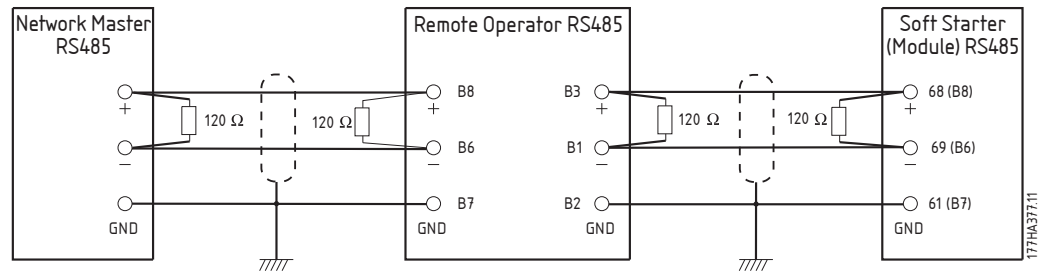 Network Master
RS485
Remote Operator RS485
Soft Starter
(Module) RS485
+
120 Ω
120 Ω
B8
+
B3
+
120 Ω
120 Ω
68 (B8)
+
−
B6
−
B1
−
69 (B6)
−
B7
B2
61 (B7)
GND
GND
GND
GND
177HA377.11